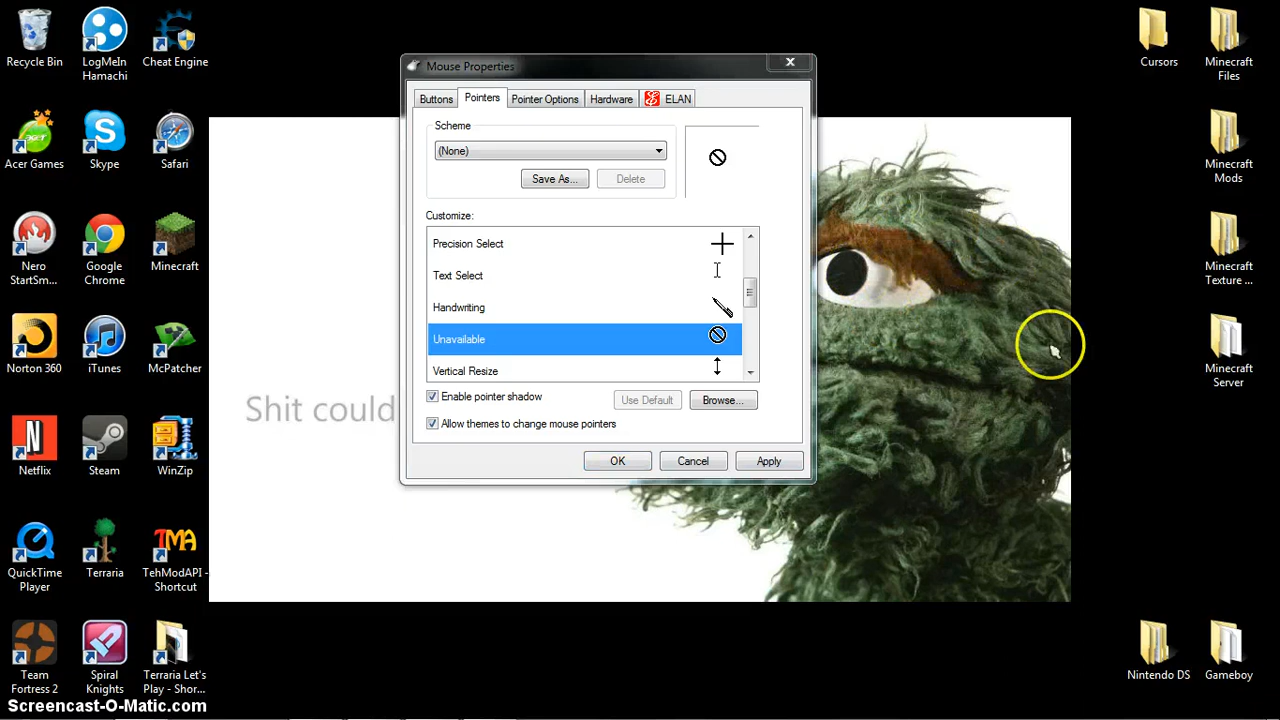 Recycle Bin
LogMeIn
Hamachi
Cheat Engine
Acer Games
Skype
Safari
Nero
StartSm...
Google
Chrome
Minecraft
Norton 360
iTunes
McPatcher
Netflix
Steam
WinZip
QuickTime
Player
Terraria
TehModAPI -
Shortcut
Team
Fortress 2
Spiral
Knights
Terraria Let's
Play - Shor...
Screencast-O-Matic.com
Shit could
Mouse Properties
Buttons
Pointers
Pointer Options
Hardware
ELAN
Scheme
(None)
Save As...
Delete
Customize:
Precision Select
Text Select
Handwriting
Unavailable
Vertical Resize
Enable pointer shadow
Use Default
Browse...
Allow themes to change mouse pointers
OK
Cancel
Apply
Cursors
Minecraft
Files
Minecraft
Mods
Minecraft
Texture ...
Minecraft
Server
Nintendo DS
Gameboy